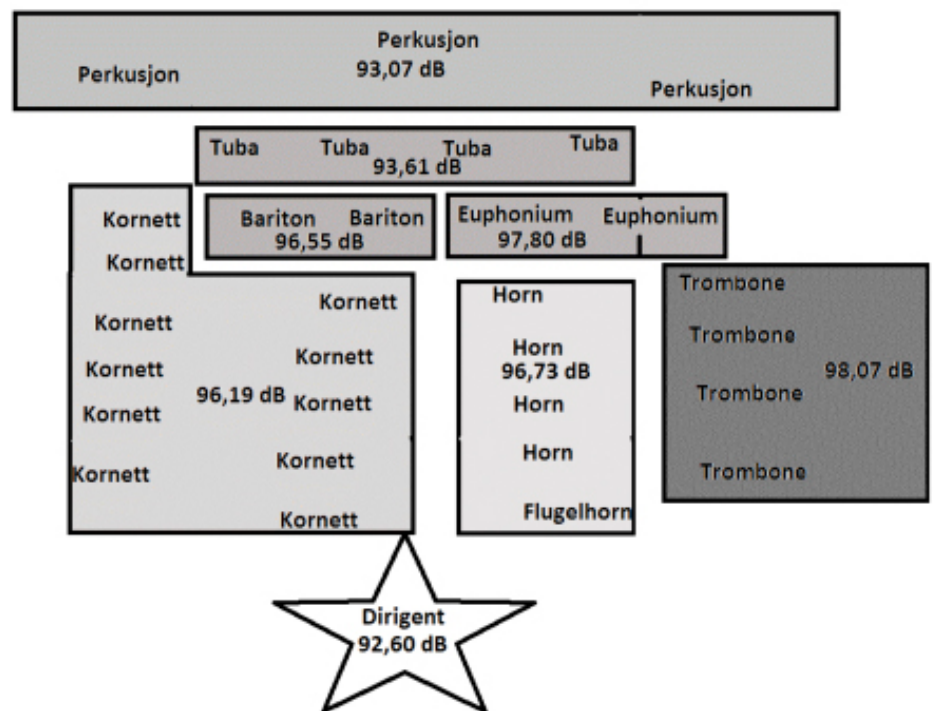 Perkusjon
Perkusjon
93,07 dB
Perkusjon
Tuba Tuba Tuba Tuba
93,61 dB
Bariton Bariton
96,55 dB
Euphonium Euphonium
97,80 dB
Kornett
Kornett
Kornett
Kornett
Kornett
Kornett
96,19 dB
Kornett
Kornett
Kornett
Kornett
Kornett
Horn
Horn
96,73 dB
Horn
Horn
Flugelhorn
Trombone
Trombone
98,07 dB
Trombone
Trombone
Dirigent
92,60 dB